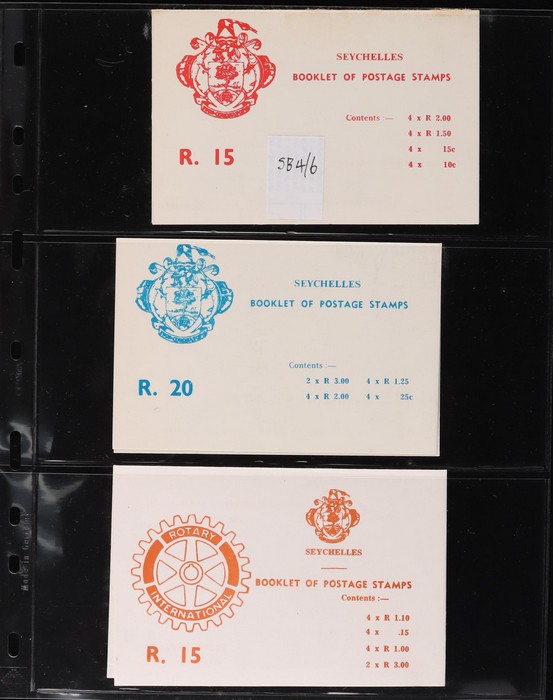 SEYCHELLES
BOOKLET OF POSTAGE STAMPS
Contents :— 4 x R 2.00
4 x R 1.50
4 x 15c
4 x 10c
R. 15
SB4/6
SEYCHELLES
BOOKLET OF POSTAGE STAMPS
Contents :—
2 x R 3.00 4 x R 1.25
4 x R 2.00 4 x 25c
R. 20
ROTARY
INTERNATIONAL
SEYCHELLES
BOOKLET OF POSTAGE STAMPS
Contents :—
4 x R 1.10
4 x .15
4 x R 1.00
2 x R 3.00
R. 15